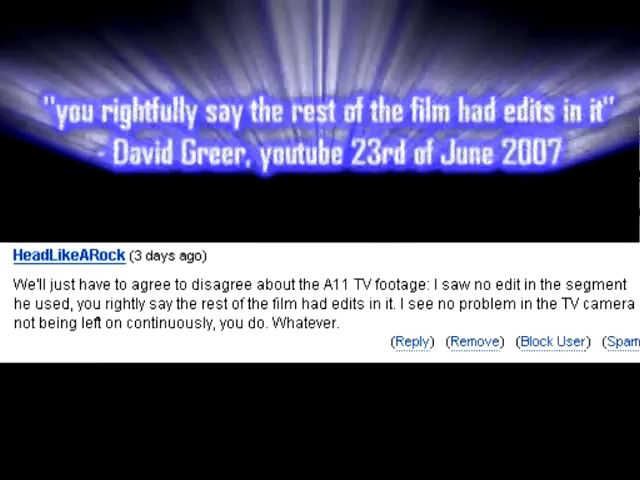 "you rightfully say the rest of the film had edits in it"
- David Greer, youtube 23rd of June 2007
HeadLikeARock (3 days ago)
We'll just have to agree to disagree about the A11 TV footage: I saw no edit in the segment
he used, you rightly say the rest of the film had edits in it. I see no problem in the TV camera
not being left on continuously, you do. Whatever.
(Reply) (Remove) (Block User) (Spam